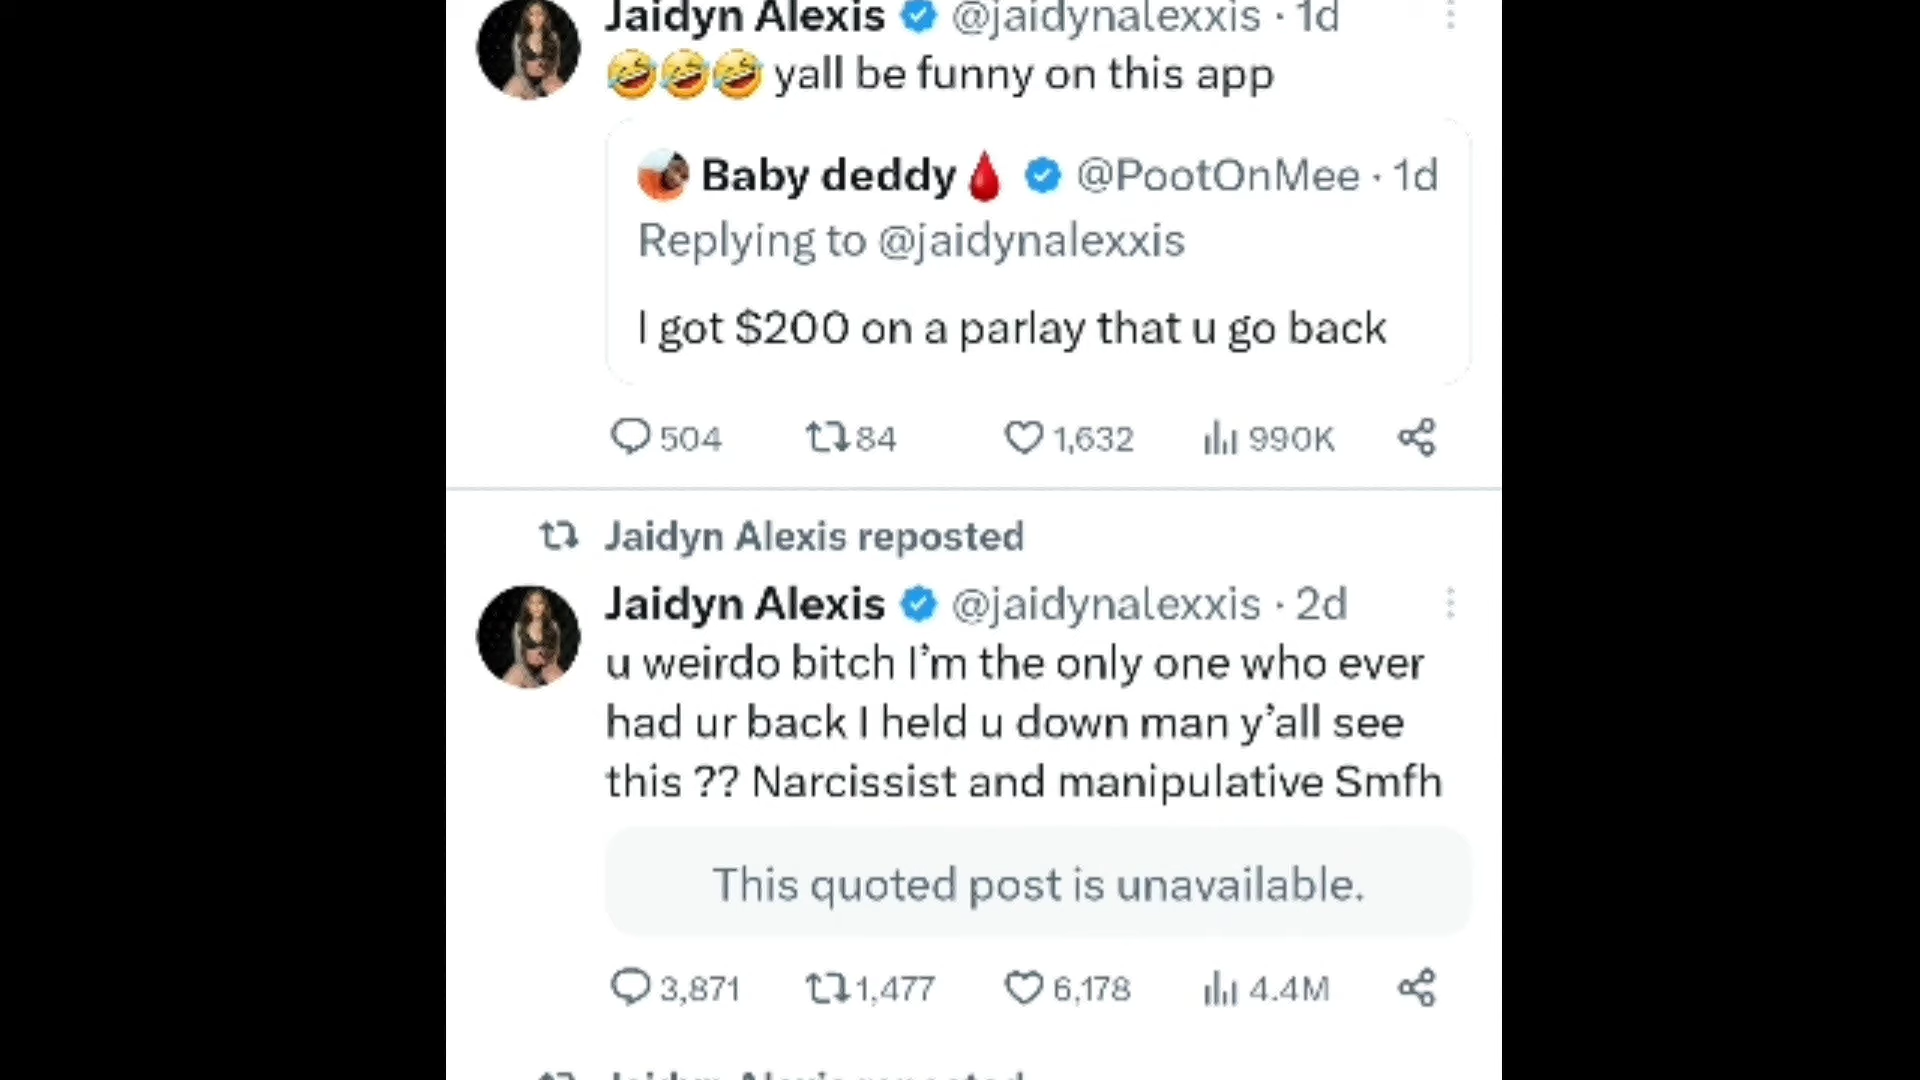 Jaidyn Alexis @jaidynalexxis · 1d
🤣🤣🤣 yall be funny on this app
Baby deddy🩸 @PootOnMee · 1d
Replying to @jaidynalexxis
I got $200 on a parlay that u go back
504 84 1,632 990K
Jaidyn Alexis reposted
Jaidyn Alexis @jaidynalexxis · 2d
u weirdo bitch I’m the only one who ever
had ur back I held u down man y’all see
this ?? Narcissist and manipulative Smfh
This quoted post is unavailable.
3,871 1,477 6,178 4.4M
Jaidyn Alexis reposted